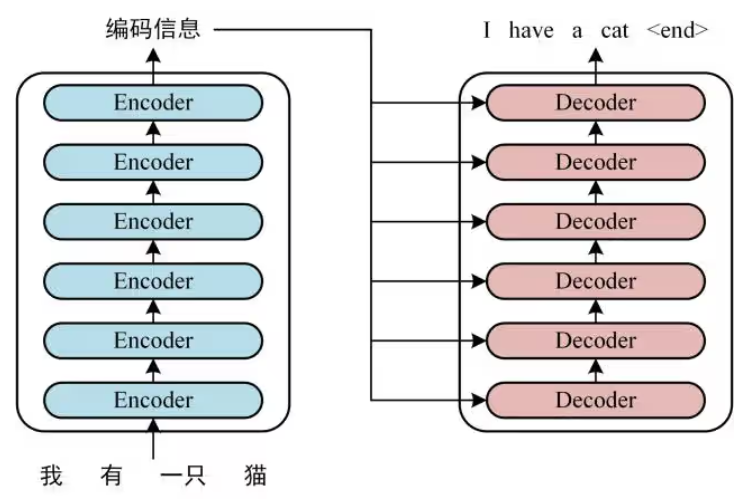 编码信息
Encoder
Encoder
Encoder
Encoder
Encoder
Encoder
我 有 一只 猫
I have a cat <end>
Decoder
Decoder
Decoder
Decoder
Decoder
Decoder